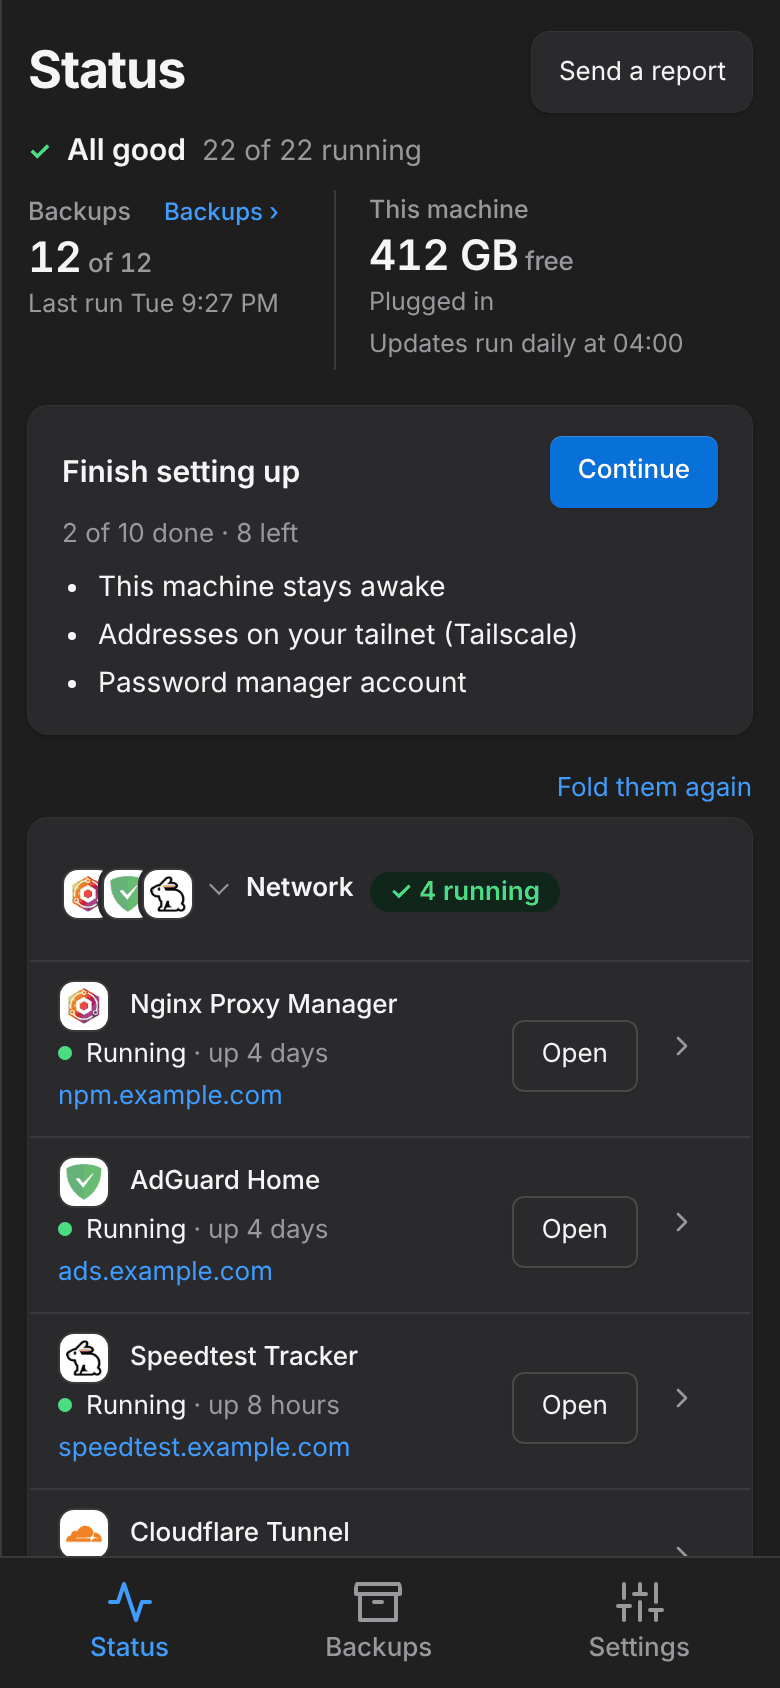 Status
Send a report
All good 22 of 22 running
Backups Backups ›
12 of 12
Last run Tue 9:27 PM
This machine
412 GB free
Plugged in
Updates run daily at 04:00
Finish setting up
Continue
2 of 10 done · 8 left
• This machine stays awake
• Addresses on your tailnet (Tailscale)
• Password manager account
Fold them again
Network 4 running
Nginx Proxy Manager
Running · up 4 days
npm.example.com
Open
AdGuard Home
Running · up 4 days
ads.example.com
Open
Speedtest Tracker
Running · up 8 hours
speedtest.example.com
Open
Cloudflare Tunnel
Status
Backups
Settings